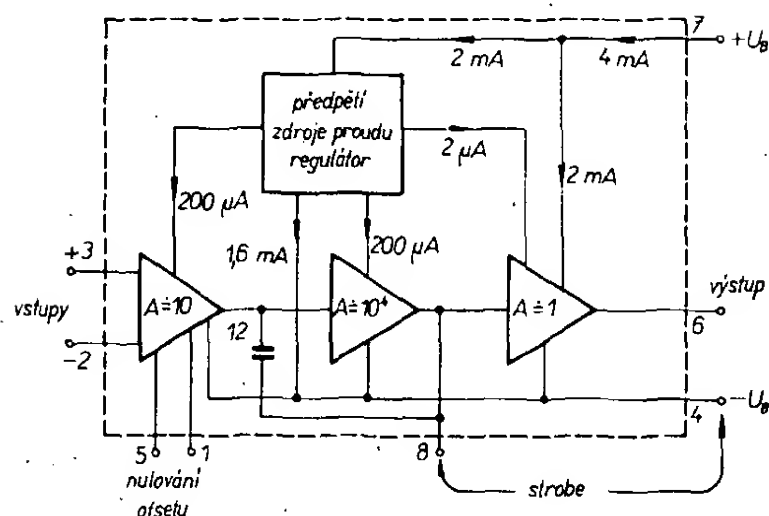 7
+U_B
2 mA
4 mA
předpětí
zdroje proudu
regulátor
2 μA
2 mA
200 μA
1,6 mA
200 μA
+3
vstupy
-2
A≐10
12
A≐10⁴
A≐1
výstup
6
-U_B
4
5
1
8
nulování
ofsetu
strobe